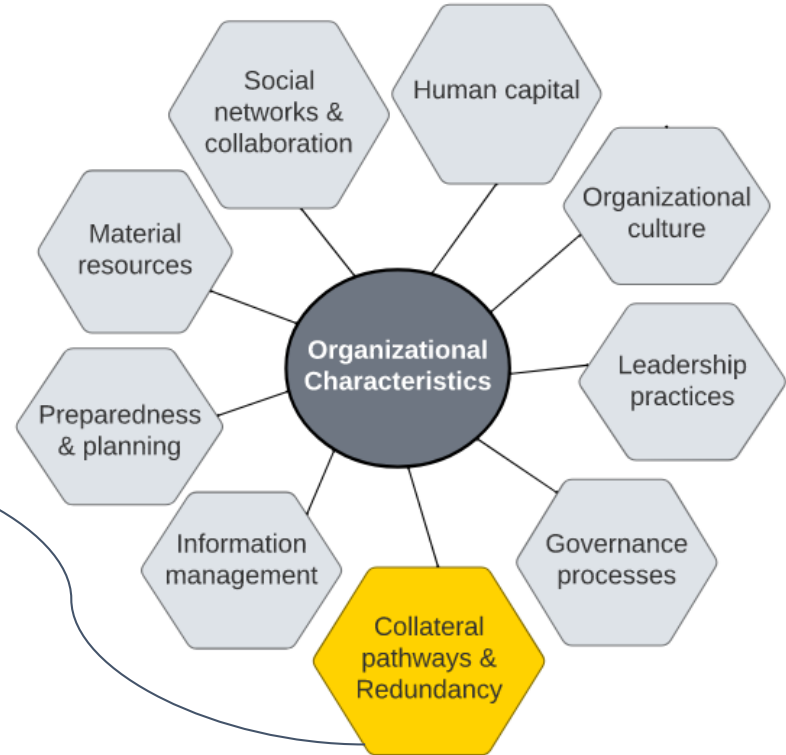 Social
networks &
collaboration
Human capital
Organizational
culture
Material
resources
Organizational
Characteristics
Leadership
practices
Preparedness
& planning
Information
management
Governance
processes
Collateral
pathways &
Redundancy